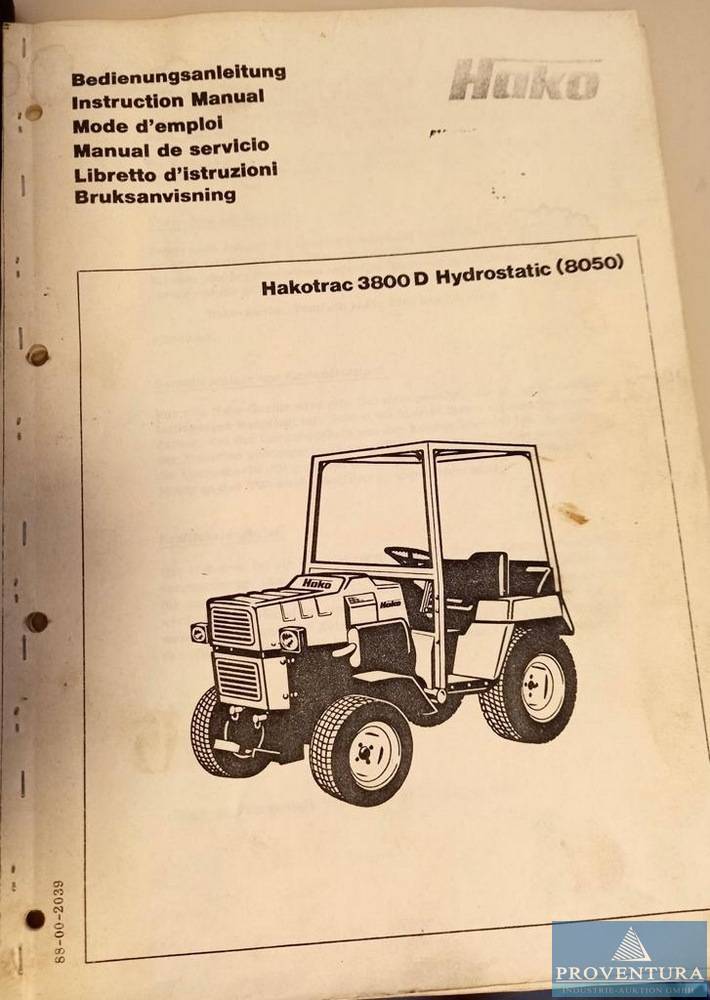 Bedienungsanleitung
Instruction Manual
Mode d'emploi
Manual de servicio
Libretto d'istruzioni
Bruksanvisning
Hako
Hakotrac 3800 D Hydrostatic (8050)
Hako
Hako
88-00-2039
PROVENTURA
INDUSTRIE-AUKTION GMBH